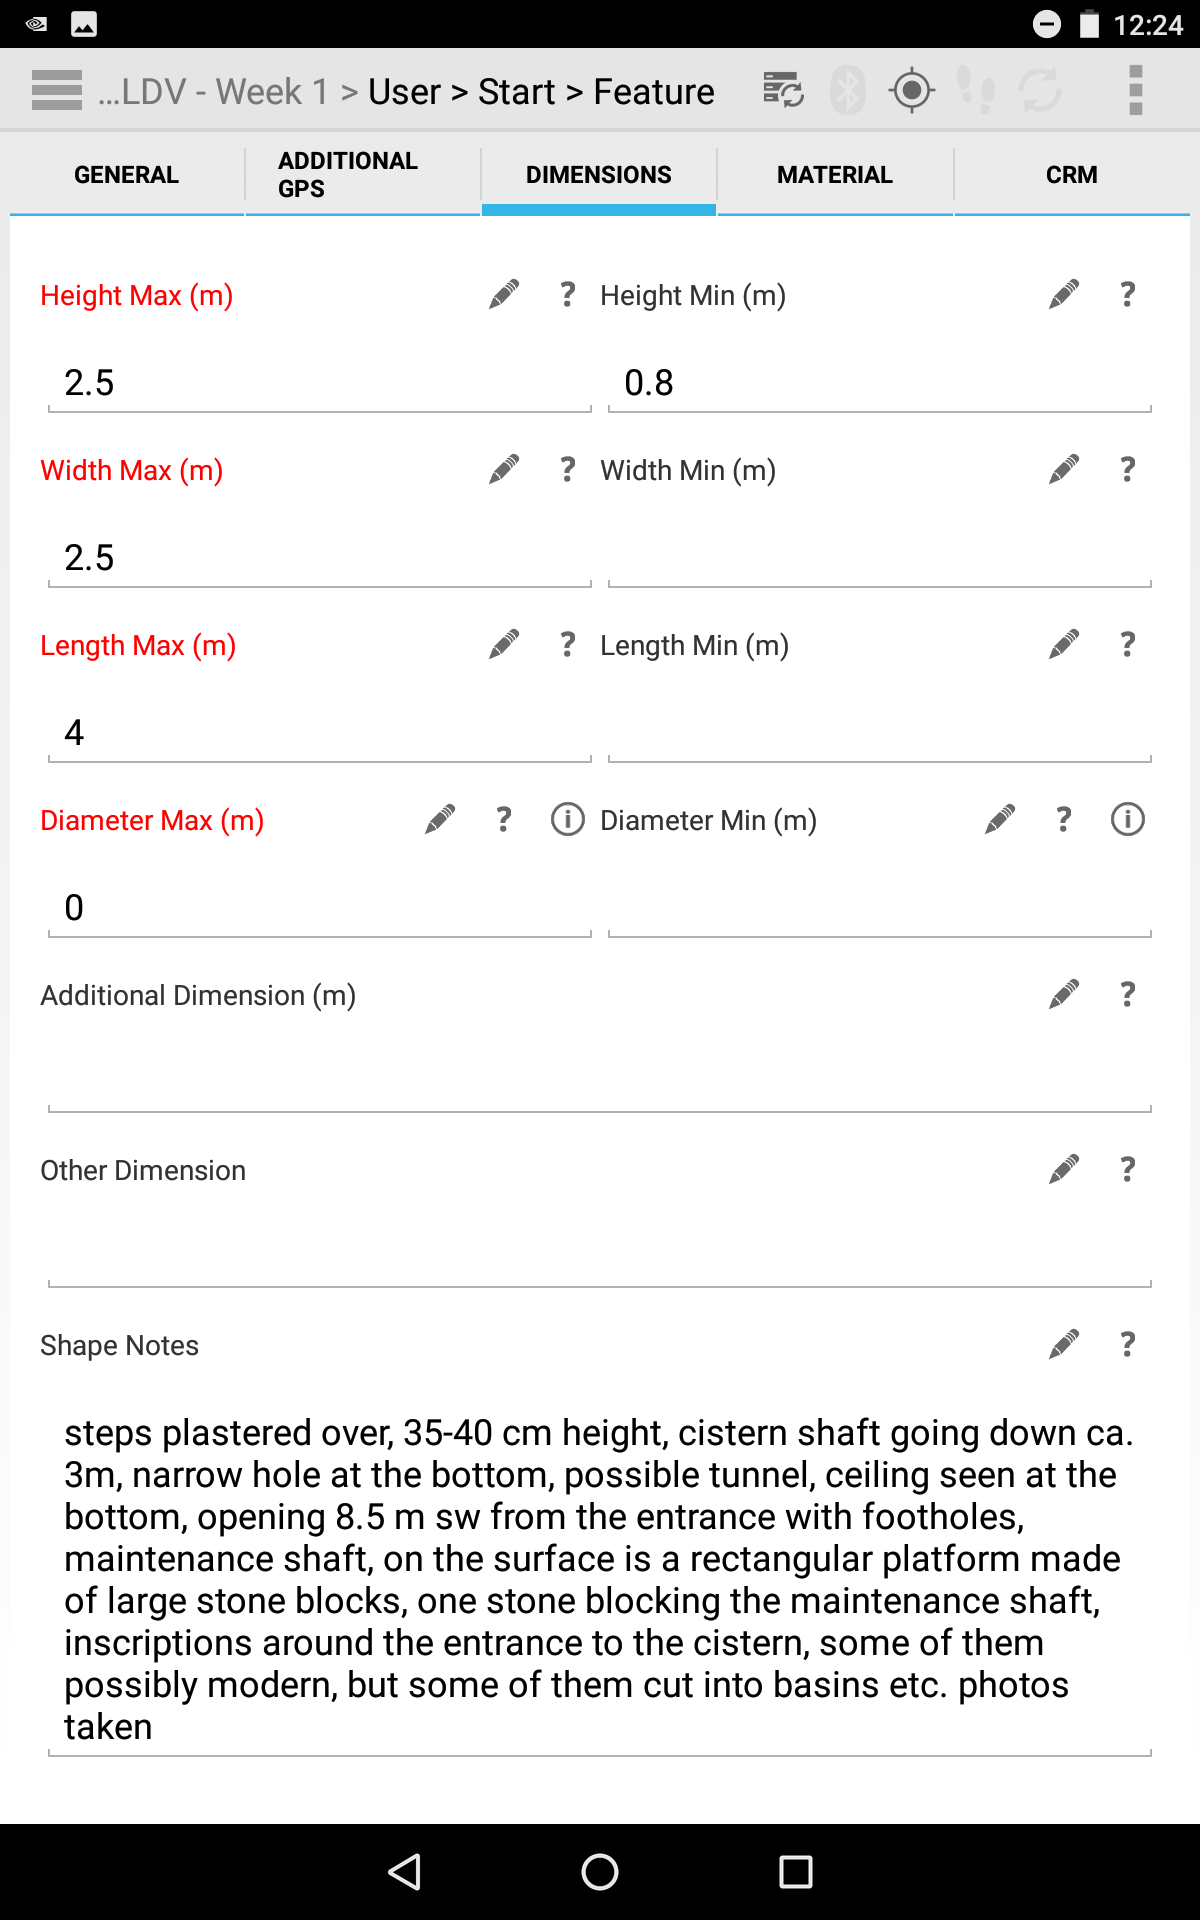 12:24
...LDV - Week 1 > User > Start > Feature
GENERAL
ADDITIONAL
GPS
DIMENSIONS
MATERIAL
CRM
Height Max (m) ? Height Min (m) ?
2.5 0.8
Width Max (m) ? Width Min (m) ?
2.5
Length Max (m) ? Length Min (m) ?
4
Diameter Max (m) ? i Diameter Min (m) ? i
0
Additional Dimension (m) ?
Other Dimension ?
Shape Notes ?
steps plastered over, 35-40 cm height, cistern shaft going down ca.
3m, narrow hole at the bottom, possible tunnel, ceiling seen at the
bottom, opening 8.5 m sw from the entrance with footholes,
maintenance shaft, on the surface is a rectangular platform made
of large stone blocks, one stone blocking the maintenance shaft,
inscriptions around the entrance to the cistern, some of them
possibly modern, but some of them cut into basins etc. photos
taken